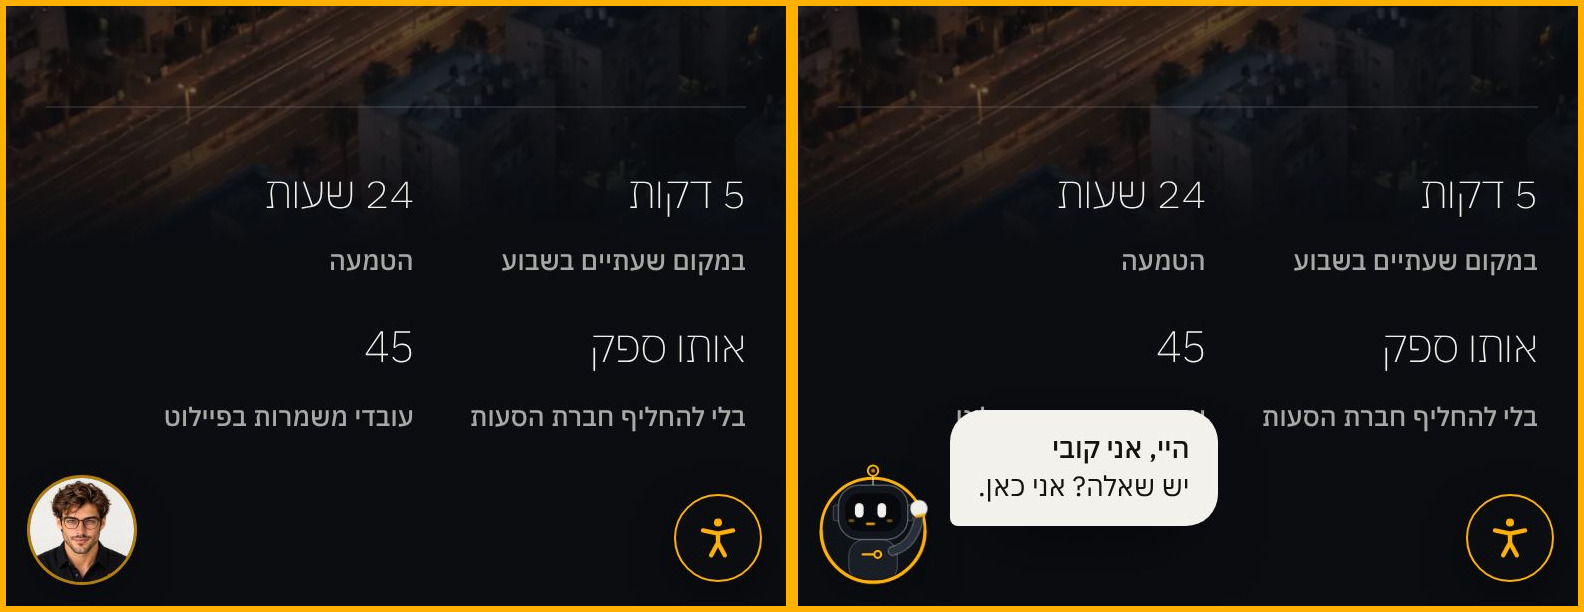 5 דקות
24 שעות
במקום שעתיים בשבוע
הטמעה
אותו ספק
45
בלי להחליף חברת הסעות
עובדי משמרות בפיילוט
5 דקות
24 שעות
במקום שעתיים בשבוע
הטמעה
אותו ספק
45
בלי להחליף חברת הסעות
היי, אני קובי
יש שאלה? אני כאן.